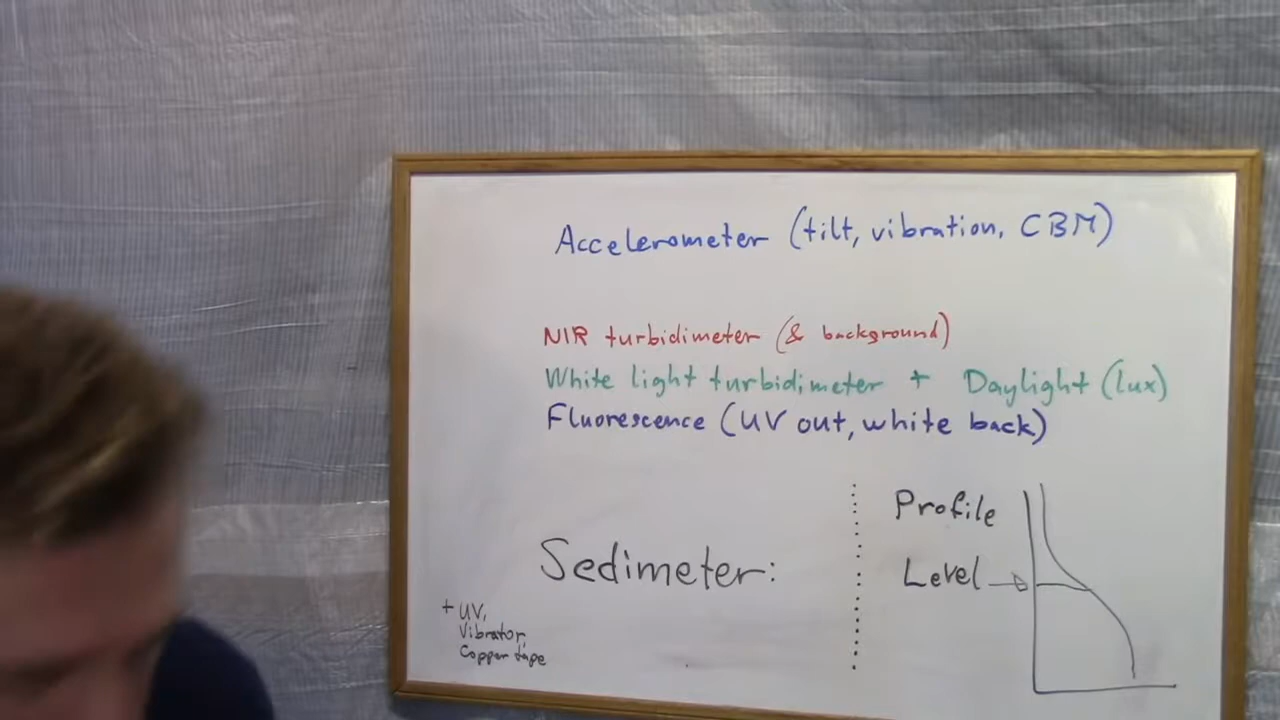 Accelerometer (tilt, vibration, CBM)
NIR turbidimeter (& background)
White light turbidimeter + Daylight (lux)
Fluorescence (UV out, white back)
Profile
Level
Sedimeter:
+ UV,
Vibrator,
Copper tape